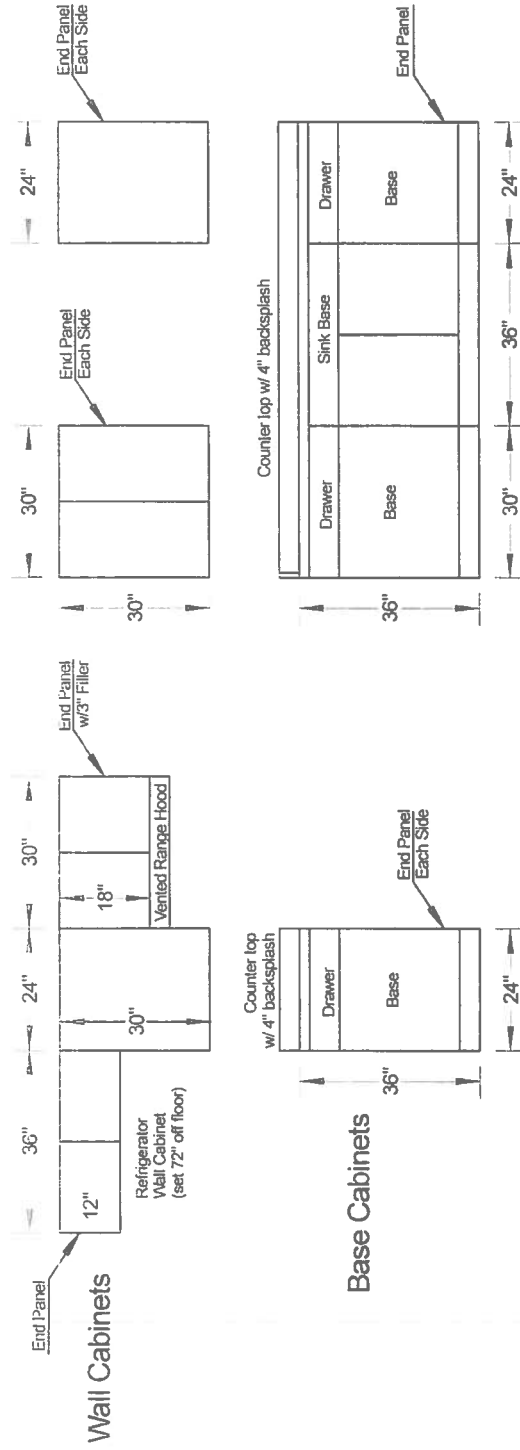 Wall Cabinets
End Panel
36"
24"
30"
12"
30"
18"
Refrigerator
Wall Cabinet
(set 72" off floor)
Vented Range Hood
End Panel
w/3" Filler
30"
30"
End Panel
Each Side
24"
End Panel
Each Side
Base Cabinets
36"
Counter top
w/ 4" backsplash
Drawer
Base
End Panel
Each Side
24"
36"
Counter top w/ 4" backsplash
Drawer
Sink Base
Drawer
Base
Base
End Panel
30"
36"
24"